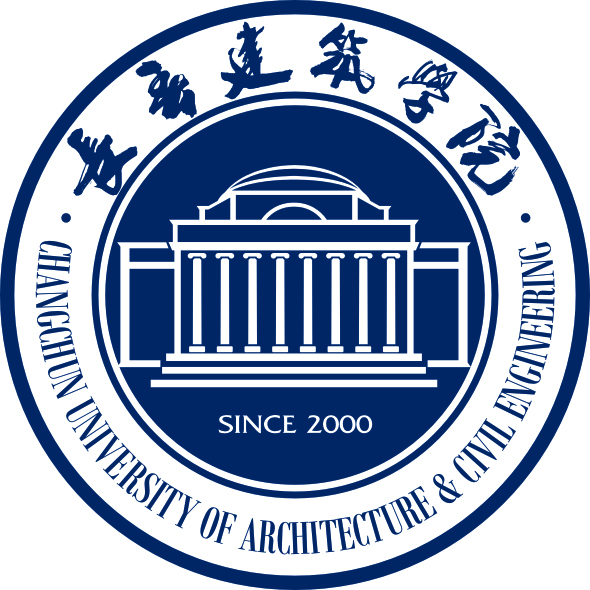 长春建筑学院
SINCE 2000
CHANGCHUN UNIVERSITY OF ARCHITECTURE & CIVIL ENGINEERING